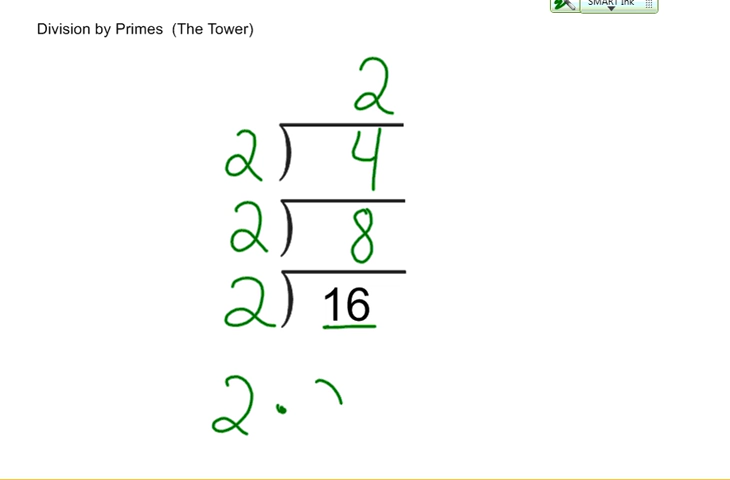 SMART Ink
Division by Primes (The Tower)
2
2) 4
2) 8
2) 16
2 ·